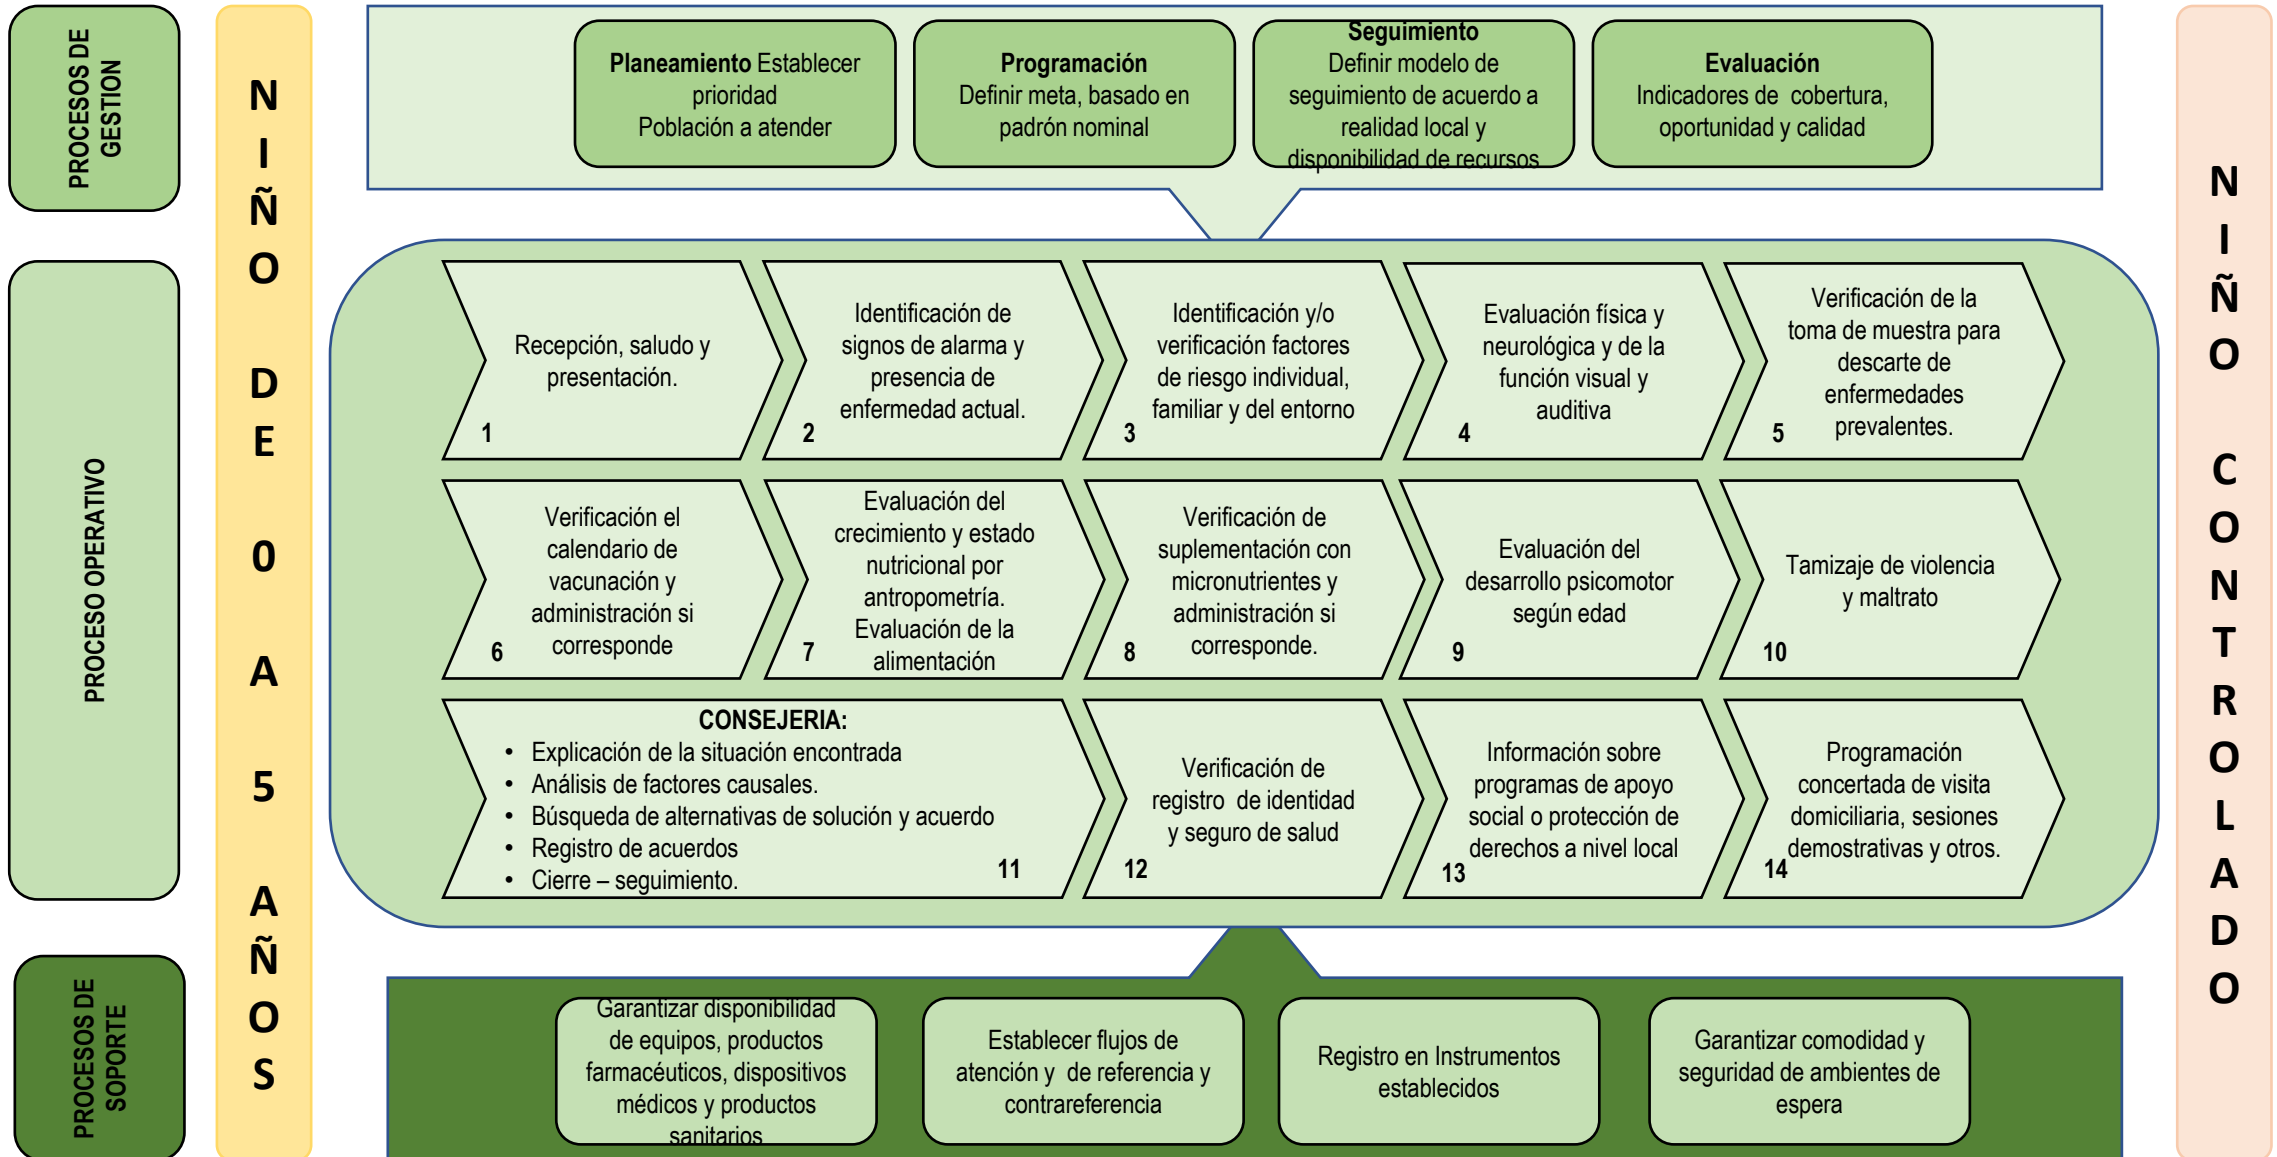 PROCESOS DE
GESTION
NIÑO DE 0 A 5 AÑOS
Planeamiento Establecer
prioridad
Población a atender
Programación
Definir meta, basado en
padrón nominal
Seguimiento
Definir modelo de
seguimiento de acuerdo a
realidad local y
disponibilidad de recursos
Evaluación
Indicadores de cobertura,
oportunidad y calidad
NIÑO CONTROLADO
PROCESO OPERATIVO
Recepción, saludo y
presentación.
1
Identificación de
signos de alarma y
presencia de
enfermedad actual.
2
Identificación y/o
verificación factores
de riesgo individual,
familiar y del entorno
3
Evaluación física y
neurológica y de la
función visual y
auditiva
4
Verificación de la
toma de muestra para
descarte de
enfermedades
prevalentes.
5
Verificación el
calendario de
vacunación y
administración si
corresponde
6
Evaluación del
crecimiento y estado
nutricional por
antropometría.
Evaluación de la
alimentación
7
Verificación de
suplementación con
micronutrientes y
administración si
corresponde.
8
Evaluación del
desarrollo psicomotor
según edad
9
Tamizaje de violencia
y maltrato
10
CONSEJERIA:
• Explicación de la situación encontrada
• Análisis de factores causales.
• Búsqueda de alternativas de solución y acuerdo
• Registro de acuerdos
• Cierre – seguimiento.
11
Verificación de
registro de identidad
y seguro de salud
12
Información sobre
programas de apoyo
social o protección de
derechos a nivel local
13
Programación
concertada de visita
domiciliaria, sesiones
demostrativas y otros.
14
PROCESOS DE
SOPORTE
Garantizar disponibilidad
de equipos, productos
farmacéuticos, dispositivos
médicos y productos
sanitarios
Establecer flujos de
atención y de referencia y
contrareferencia
Registro en Instrumentos
establecidos
Garantizar comodidad y
seguridad de ambientes de
espera